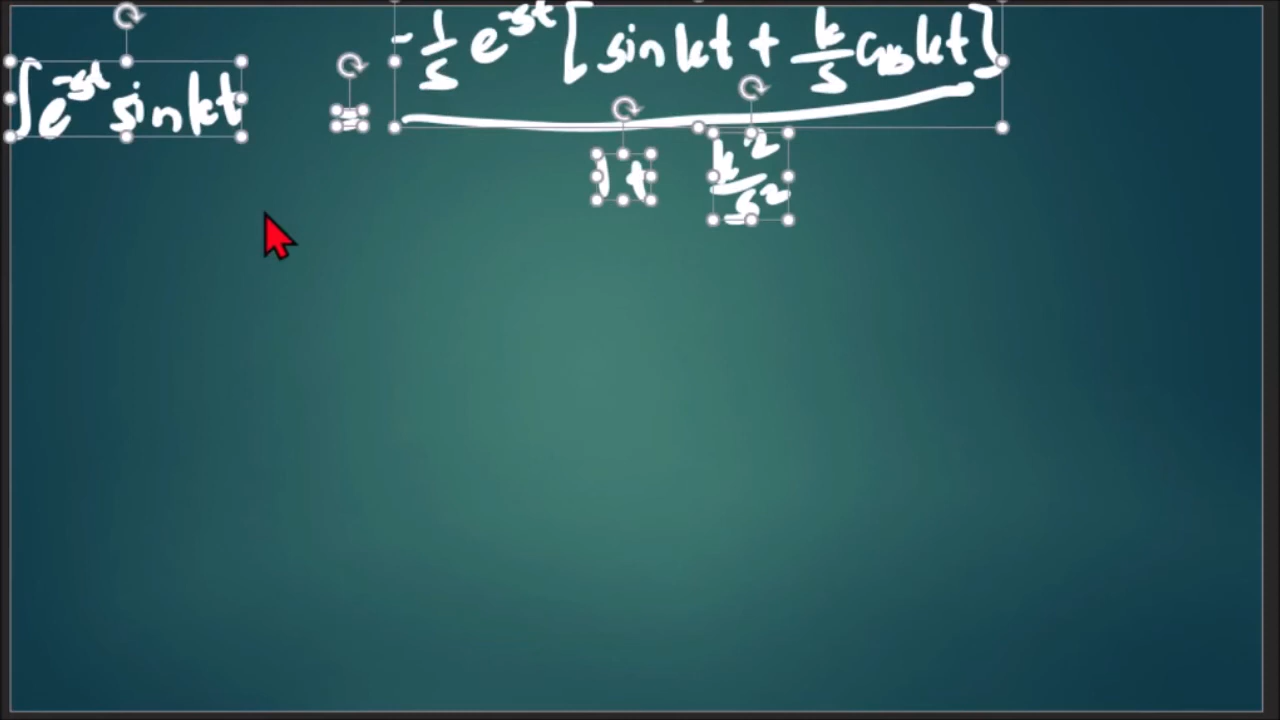 ∫e^-st sinkt = -1/s e^-st [sinkt + k/s coskt]
1 + k²/s²